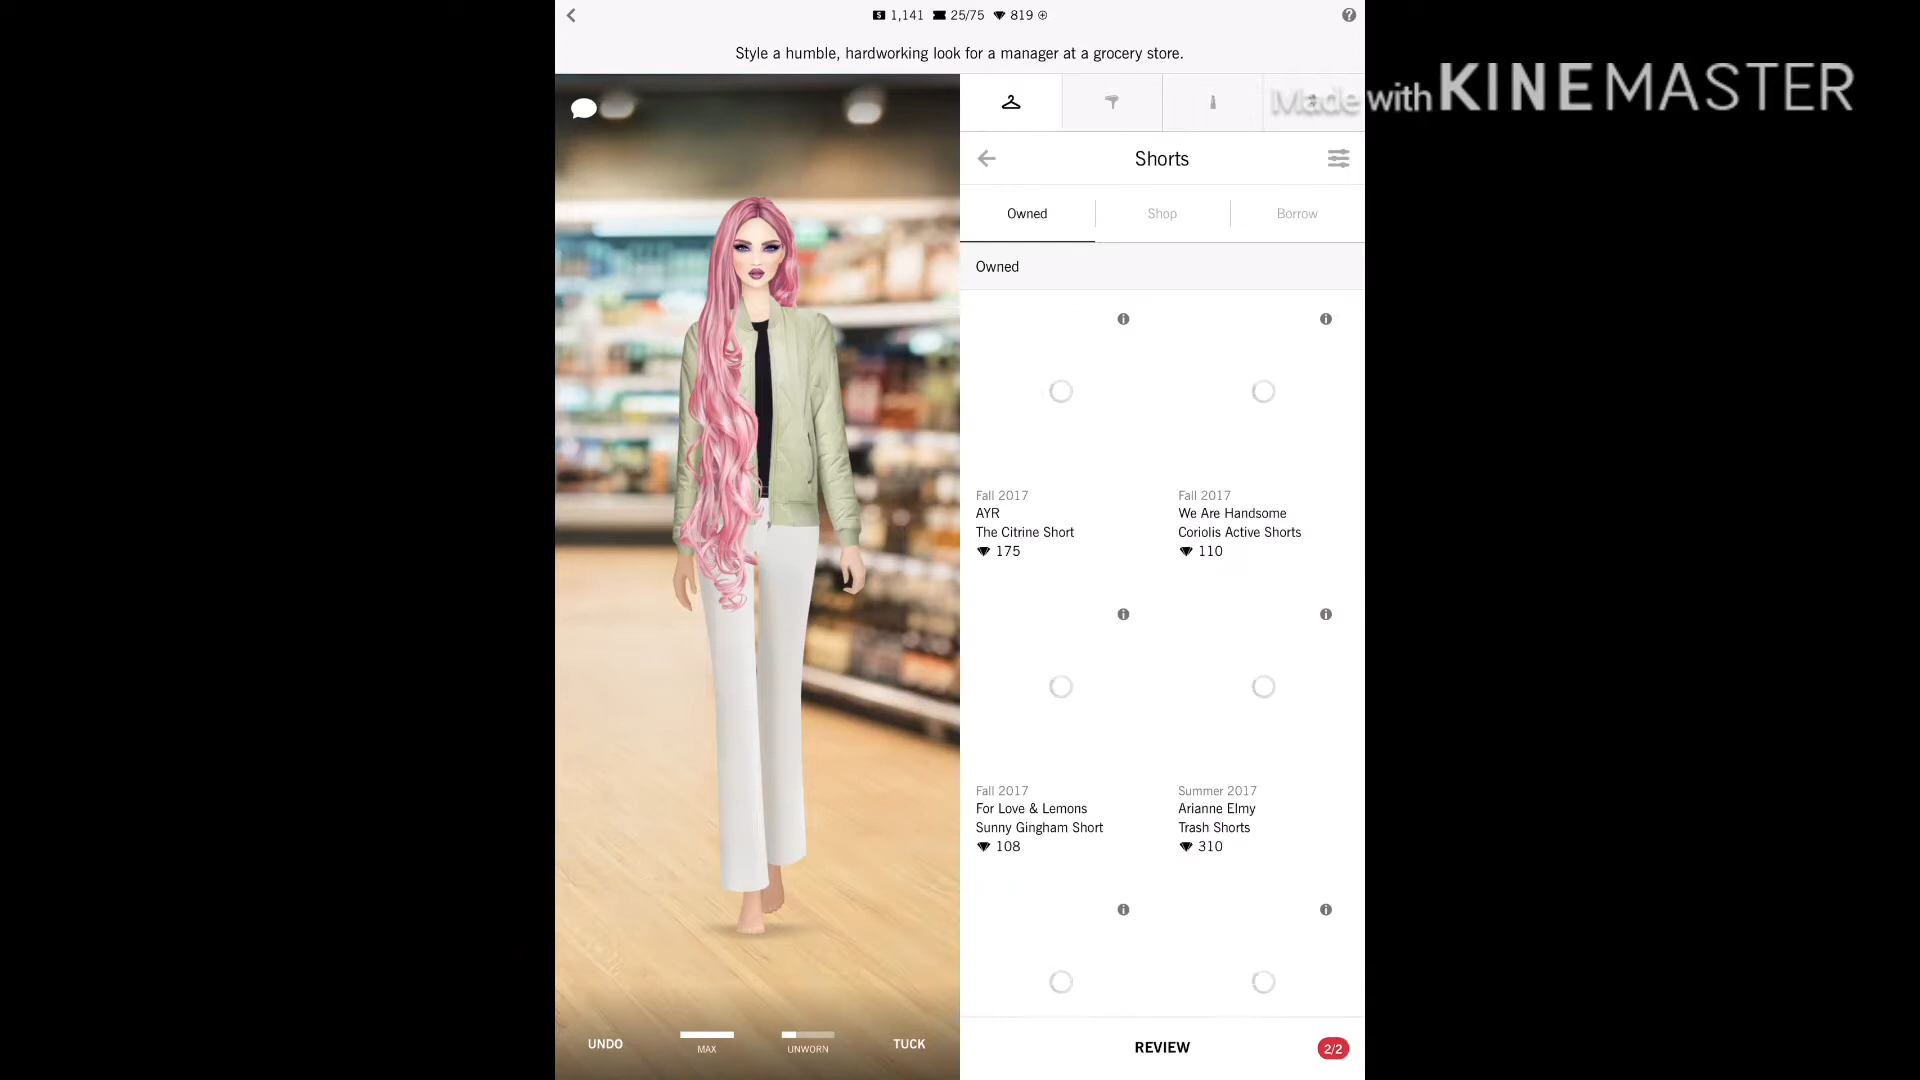 1,141 25/75 819
Style a humble, hardworking look for a manager at a grocery store.
Made with KINEMASTER
Shorts
Owned Shop Borrow
Owned
Fall 2017
AYR
The Citrine Short
175
Fall 2017
We Are Handsome
Coriolis Active Shorts
110
Fall 2017
For Love & Lemons
Sunny Gingham Short
108
Summer 2017
Arianne Elmy
Trash Shorts
310
UNDO MAX UNWORN TUCK
REVIEW 2/2